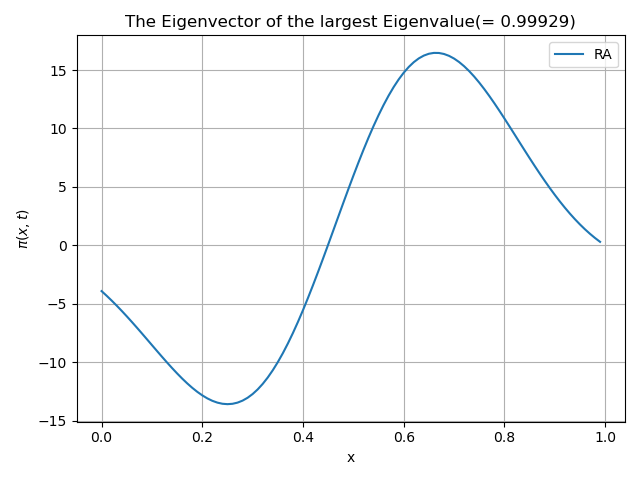 The Eigenvector of the largest Eigenvalue(= 0.99929)
RA
15
10
5
0
−5
−10
−15
π(x, t)
0.0 0.2 0.4 0.6 0.8 1.0
x